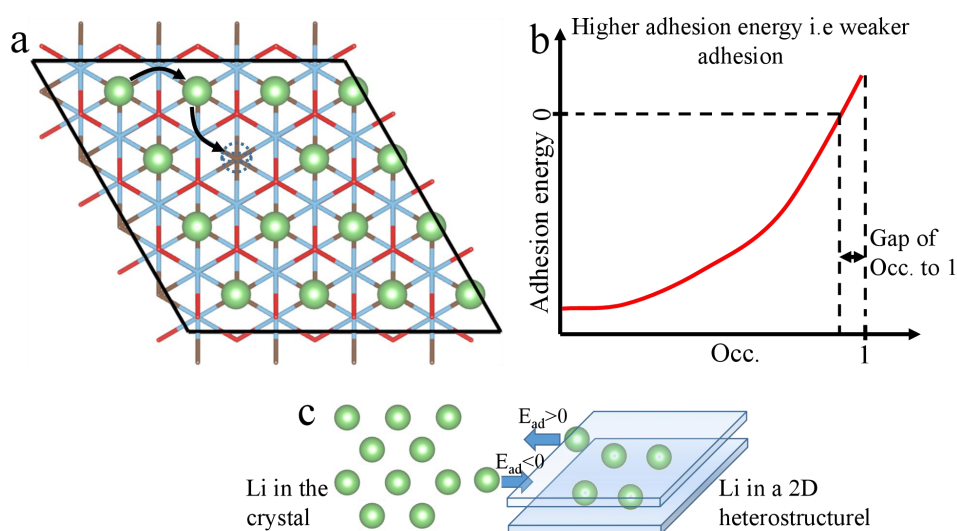 a
b
Higher adhesion energy i.e weaker
adhesion
Adhesion energy
0
Gap of
Occ. to 1
Occ.
1
c
E_ad>0
E_ad<0
Li in the
crystal
Li in a 2D
heterostructurel